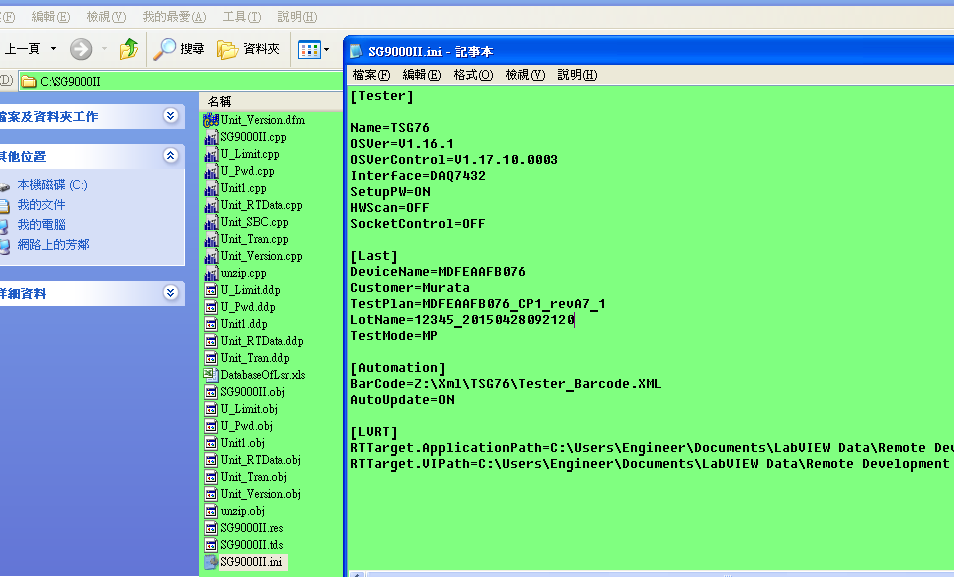 (F) 編輯(E) 檢視(V) 我的最愛(A) 工具(T) 說明(H)
上一頁 搜尋 資料夾
(D) C:\SG9000II
檔案及資料夾工作
其他位置
本機磁碟 (C:)
我的文件
我的電腦
網路上的芳鄰
詳細資料
名稱
Unit_Version.dfm
SG9000II.cpp
U_Limit.cpp
U_Pwd.cpp
Unit1.cpp
Unit_RTData.cpp
Unit_SBC.cpp
Unit_Tran.cpp
Unit_Version.cpp
unzip.cpp
U_Limit.ddp
U_Pwd.ddp
Unit1.ddp
Unit_RTData.ddp
Unit_Tran.ddp
DatabaseOfLsr.xls
SG9000II.obj
U_Limit.obj
U_Pwd.obj
Unit1.obj
Unit_RTData.obj
Unit_Tran.obj
Unit_Version.obj
unzip.obj
SG9000II.res
SG9000II.tds
SG9000II.ini
SG9000II.ini - 記事本
檔案(F) 編輯(E) 格式(O) 檢視(V) 說明(H)
[Tester]
Name=TSG76
OSVer=V1.16.1
OSVerControl=V1.17.10.0003
Interface=DAQ7432
SetupPW=ON
HWScan=OFF
SocketControl=OFF
[Last]
DeviceName=MDFEAAFB076
Customer=Murata
TestPlan=MDFEAAFB076_CP1_revA7_1
LotName=12345_20150428092120
TestMode=MP
[Automation]
BarCode=Z:\Xml\TSG76\Tester_Barcode.XML
AutoUpdate=ON
[LVRT]
RTTarget.ApplicationPath=C:\Users\Engineer\Documents\LabVIEW Data\Remote Dev
RTTarget.VIPath=C:\Users\Engineer\Documents\LabVIEW Data\Remote Development